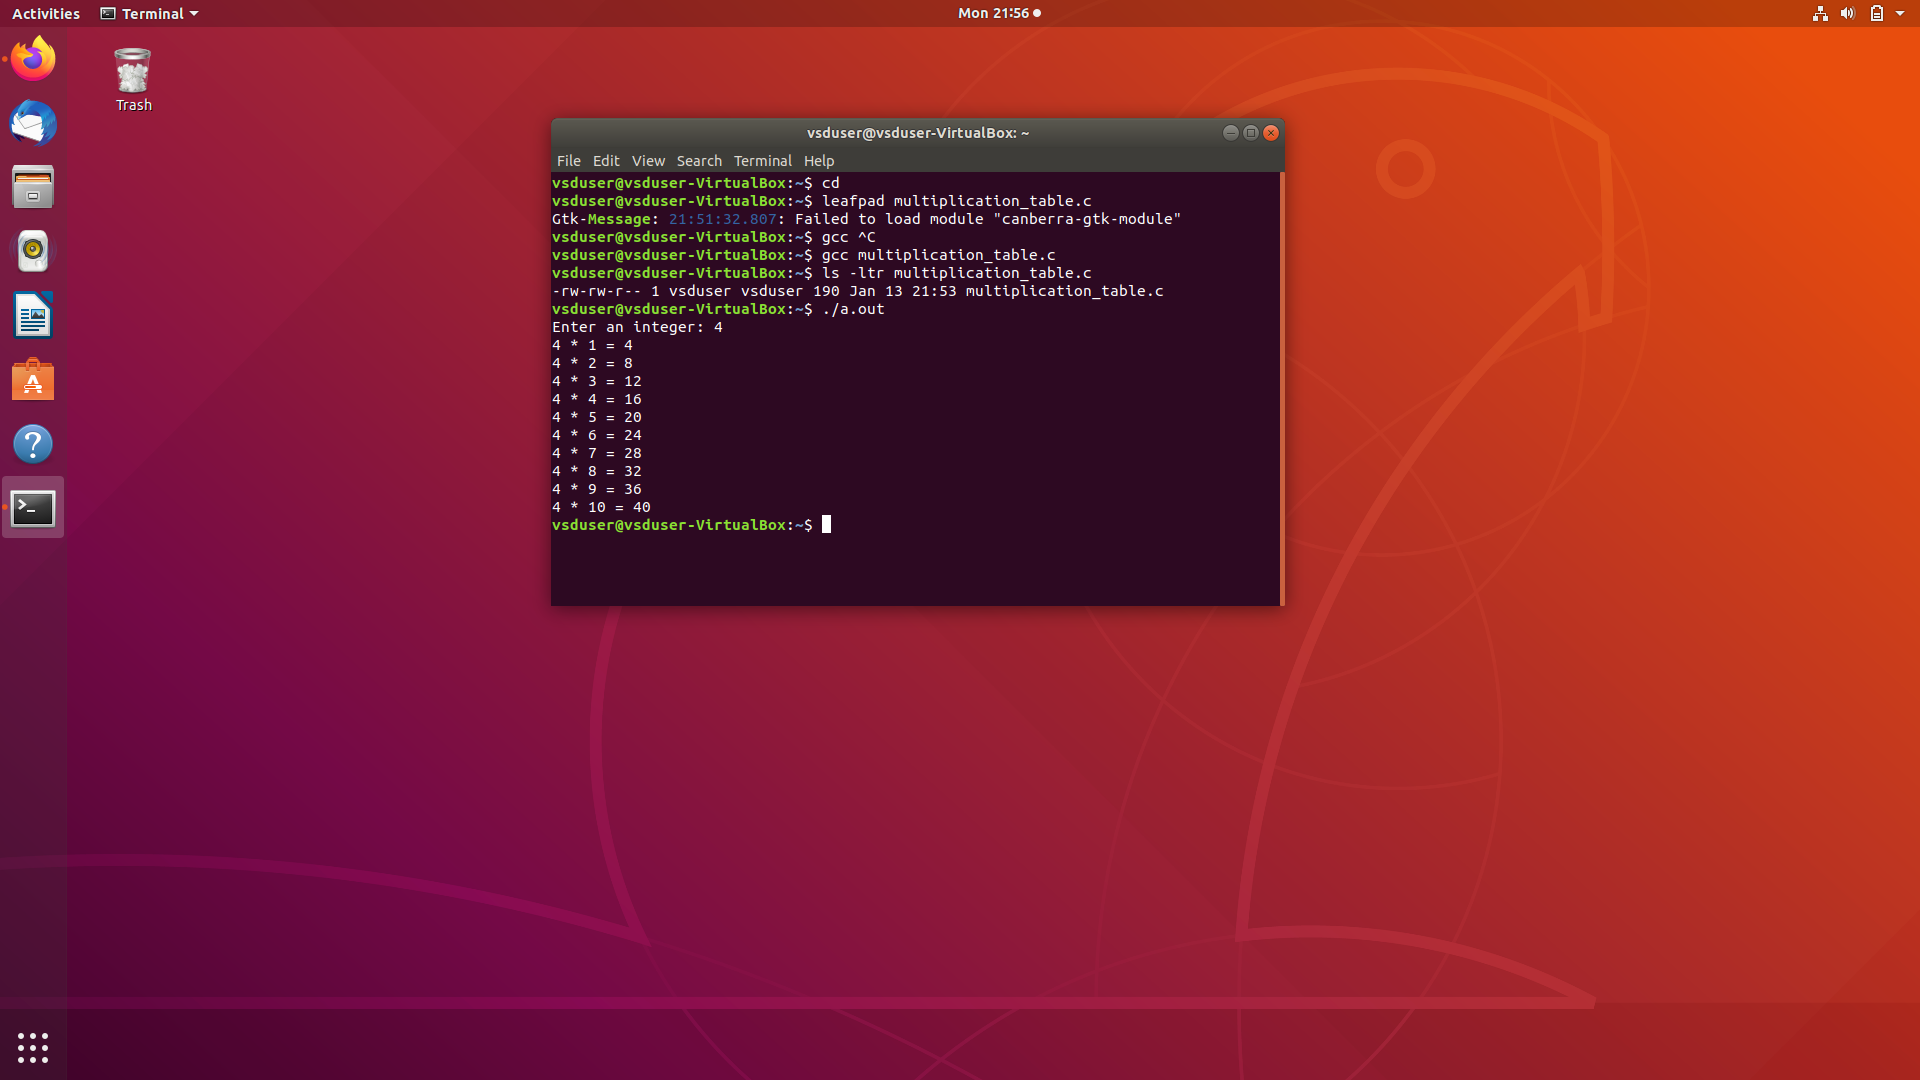 Activities
Terminal
Mon 21:56
Trash
vsduser@vsduser-VirtualBox: ~
File Edit View Search Terminal Help
vsduser@vsduser-VirtualBox:~$ cd
vsduser@vsduser-VirtualBox:~$ leafpad multiplication_table.c
Gtk-Message: 21:51:32.807: Failed to load module "canberra-gtk-module"
vsduser@vsduser-VirtualBox:~$ gcc ^C
vsduser@vsduser-VirtualBox:~$ gcc multiplication_table.c
vsduser@vsduser-VirtualBox:~$ ls -ltr multiplication_table.c
-rw-rw-r-- 1 vsduser vsduser 190 Jan 13 21:53 multiplication_table.c
vsduser@vsduser-VirtualBox:~$ ./a.out
Enter an integer: 4
4 * 1 = 4
4 * 2 = 8
4 * 3 = 12
4 * 4 = 16
4 * 5 = 20
4 * 6 = 24
4 * 7 = 28
4 * 8 = 32
4 * 9 = 36
4 * 10 = 40
vsduser@vsduser-VirtualBox:~$